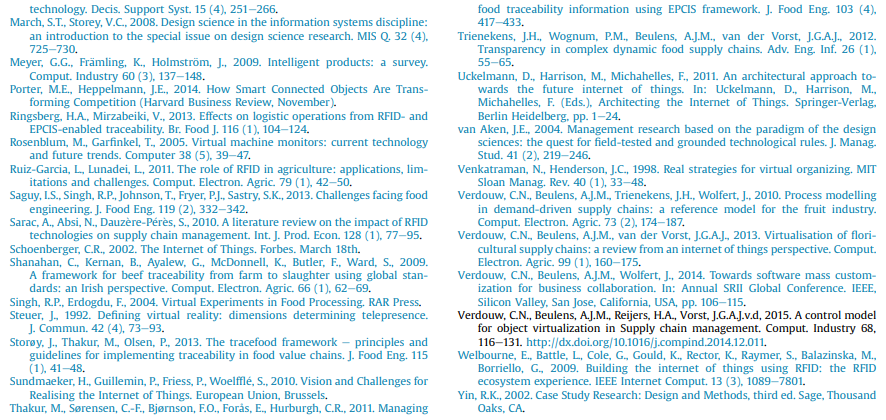 technology. Decis. Support Syst. 15 (4), 251–266.
March, S.T., Storey, V.C., 2008. Design science in the information systems discipline:
an introduction to the special issue on design science research. MIS Q. 32 (4),
725–730.
Meyer, G.G., Främling, K., Holmström, J., 2009. Intelligent products: a survey.
Comput. Industry 60 (3), 137–148.
Porter, M.E., Heppelmann, J.E., 2014. How Smart Connected Objects Are Trans-
forming Competition (Harvard Business Review, November).
Ringsberg, H.A., Mirzabeiki, V., 2013. Effects on logistic operations from RFID- and
EPCIS-enabled traceability. Br. Food J. 116 (1), 104–124.
Rosenblum, M., Garfinkel, T., 2005. Virtual machine monitors: current technology
and future trends. Computer 38 (5), 39–47.
Ruiz-Garcia, L., Lunadei, L., 2011. The role of RFID in agriculture: applications, lim-
itations and challenges. Comput. Electron. Agric. 79 (1), 42–50.
Saguy, I.S., Singh, R.P., Johnson, T., Fryer, P.J., Sastry, S.K., 2013. Challenges facing food
engineering. J. Food Eng. 119 (2), 332–342.
Sarac, A., Absi, N., Dauzère-Pérès, S., 2010. A literature review on the impact of RFID
technologies on supply chain management. Int. J. Prod. Econ. 128 (1), 77–95.
Schoenberger, C.R., 2002. The Internet of Things. Forbes. March 18th.
Shanahan, C., Kernan, B., Ayalew, G., McDonnell, K., Butler, F., Ward, S., 2009.
A framework for beef traceability from farm to slaughter using global stan-
dards: an Irish perspective. Comput. Electron. Agric. 66 (1), 62–69.
Singh, R.P., Erdogdu, F., 2004. Virtual Experiments in Food Processing. RAR Press.
Steuer, J., 1992. Defining virtual reality: dimensions determining telepresence.
J. Commun. 42 (4), 73–93.
Storøy, J., Thakur, M., Olsen, P., 2013. The tracefood framework – principles and
guidelines for implementing traceability in food value chains. J. Food Eng. 115
(1), 41–48.
Sundmaeker, H., Guillemin, P., Friess, P., Woelfflé, S., 2010. Vision and Challenges for
Realising the Internet of Things. European Union, Brussels.
Thakur, M., Sørensen, C.-F., Bjørnson, F.O., Forås, E., Hurburgh, C.R., 2011. Managing
food traceability information using EPCIS framework. J. Food Eng. 103 (4),
417–433.
Trienekens, J.H., Wognum, P.M., Beulens, A.J.M., van der Vorst, J.G.A.J., 2012.
Transparency in complex dynamic food supply chains. Adv. Eng. Inf. 26 (1),
55–65.
Uckelmann, D., Harrison, M., Michahelles, F., 2011. An architectural approach to-
wards the future internet of things. In: Uckelmann, D., Harrison, M.,
Michahelles, F. (Eds.), Architecting the Internet of Things. Springer-Verlag,
Berlin Heidelberg, pp. 1–24.
van Aken, J.E., 2004. Management research based on the paradigm of the design
sciences: the quest for field-tested and grounded technological rules. J. Manag.
Stud. 41 (2), 219–246.
Venkatraman, N., Henderson, J.C., 1998. Real strategies for virtual organizing. MIT
Sloan Manag. Rev. 40 (1), 33–48.
Verdouw, C.N., Beulens, A.J.M., Trienekens, J.H., Wolfert, J., 2010. Process modelling
in demand-driven supply chains: a reference model for the fruit industry.
Comput. Electron. Agric. 73 (2), 174–187.
Verdouw, C.N., Beulens, A.J.M., van der Vorst, J.G.A.J., 2013. Virtualisation of flori-
cultural supply chains: a review from an internet of things perspective. Comput.
Electron. Agric. 99 (1), 160–175.
Verdouw, C.N., Beulens, A.J.M., Wolfert, J., 2014. Towards software mass custom-
ization for business collaboration. In: Annual SRII Global Conference. IEEE,
Silicon Valley, San Jose, California, USA, pp. 106–115.
Verdouw, C.N., Beulens, A.J.M., Reijers, H.A., Vorst, J.G.A.J.v.d, 2015. A control model
for object virtualization in Supply chain management. Comput. Industry 68,
116–131. http://dx.doi.org/10.1016/j.compind.2014.12.011.
Welbourne, E., Battle, L., Cole, G., Gould, K., Rector, K., Raymer, S., Balazinska, M.,
Borriello, G., 2009. Building the internet of things using RFID: the RFID
ecosystem experience. IEEE Internet Comput. 13 (3), 1089–7801.
Yin, R.K., 2002. Case Study Research: Design and Methods, third ed. Sage, Thousand
Oaks, CA.